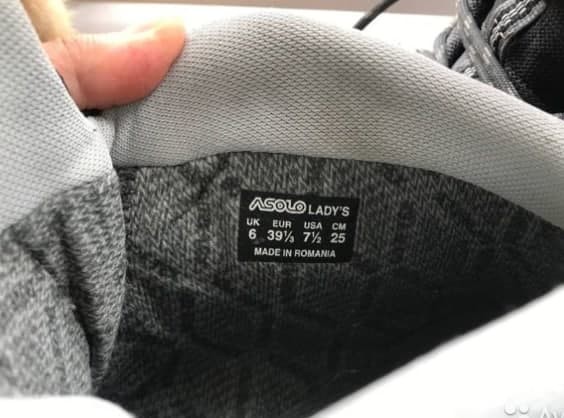 ASOLO LADY'S
UK EUR USA CM
6 39⅓ 7½ 25
MADE IN ROMANIA